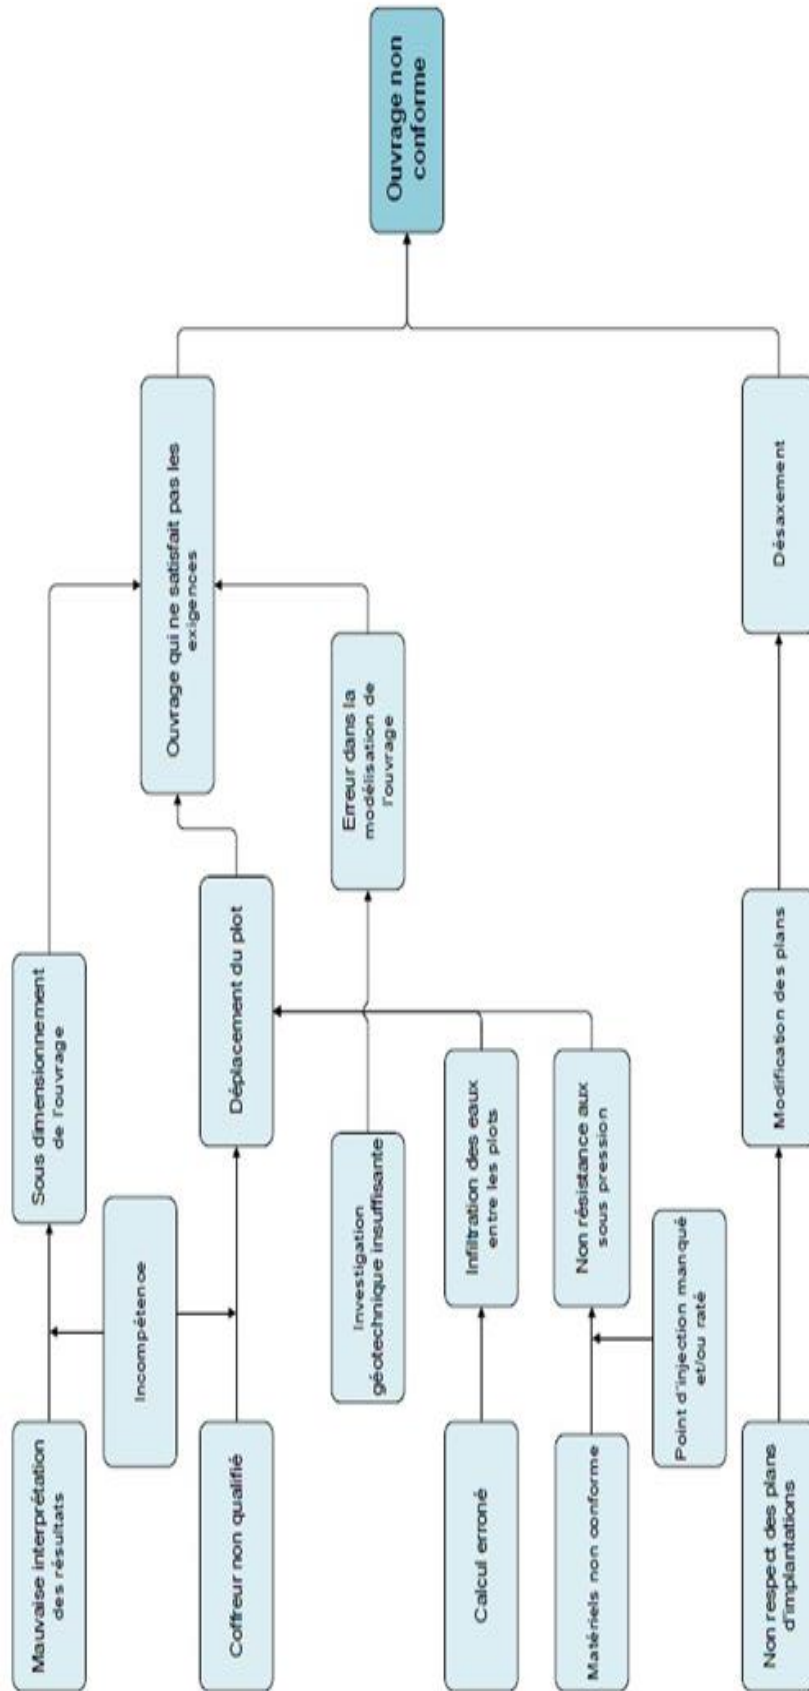 Mauvaise interprétation
des résultats
Incompétence
Sous dimensionnement
de l'ouvrage
Coffreur non qualifié
Déplacement du plot
Ouvrage qui ne satisfait pas les
exigences
Investigation
géotechnique insuffisante
Erreur dans la
modélisation de
l'ouvrage
Ouvrage non
conforme
Calcul erroné
Infiltration des eaux
entre les plots
Matériels non conforme
Non résistance aux
sous pression
Point d'injection manqué
et/ou raté
Non respect des plans
d'implantations
Modification des plans
Désaxement